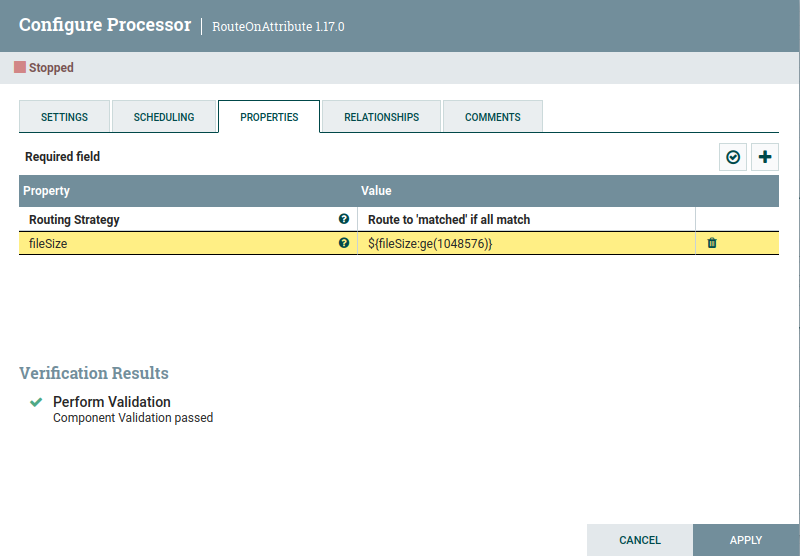 Configure Processor | RouteOnAttribute 1.17.0
Stopped
SETTINGS SCHEDULING PROPERTIES RELATIONSHIPS COMMENTS
Required field
Property Value
Routing Strategy Route to 'matched' if all match
fileSize ${fileSize:ge(1048576)}
Verification Results
Perform Validation
Component Validation passed
CANCEL APPLY